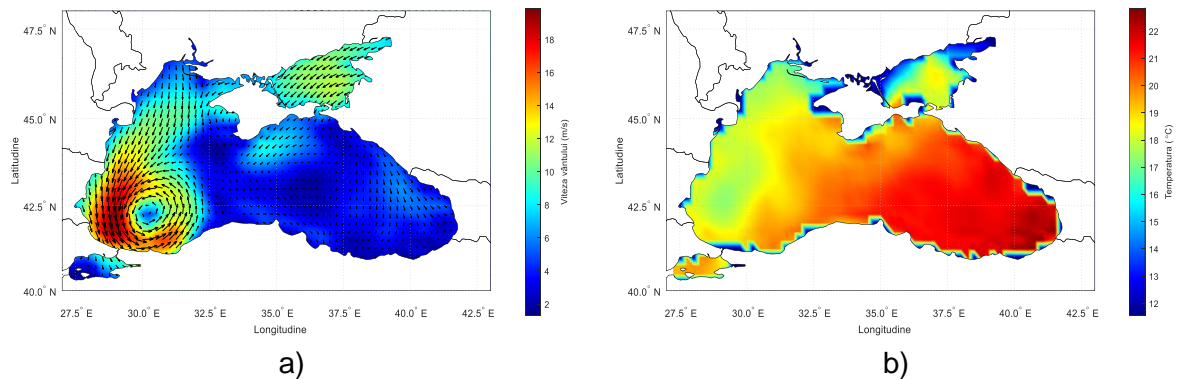 47.5° N
45.0° N
42.5° N
40.0° N
Latitudine
27.5° E 30.0° E 32.5° E 35.0° E 37.5° E 40.0° E 42.5° E
Longitudine
18
16
14
12
10
8
6
4
2
Viteza vântului (m/s)
a)
47.5° N
45.0° N
42.5° N
40.0° N
Latitudine
27.5° E 30.0° E 32.5° E 35.0° E 37.5° E 40.0° E 42.5° E
Longitudine
22
21
20
19
18
17
16
15
14
13
12
Temperatura (°C)
b)